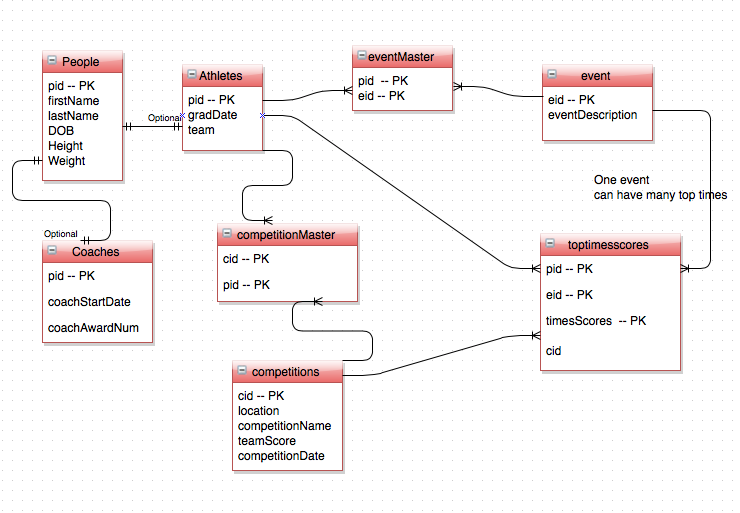 People
pid -- PK
firstName
lastName
DOB
Height
Weight
Optional
Athletes
pid -- PK
gradDate
team
eventMaster
pid -- PK
eid -- PK
event
eid -- PK
eventDescription
One event
can have many top times
Optional
Coaches
pid -- PK
coachStartDate
coachAwardNum
competitionMaster
cid -- PK
pid -- PK
toptimesscores
pid -- PK
eid -- PK
timesScores -- PK
cid
competitions
cid -- PK
location
competitionName
teamScore
competitionDate